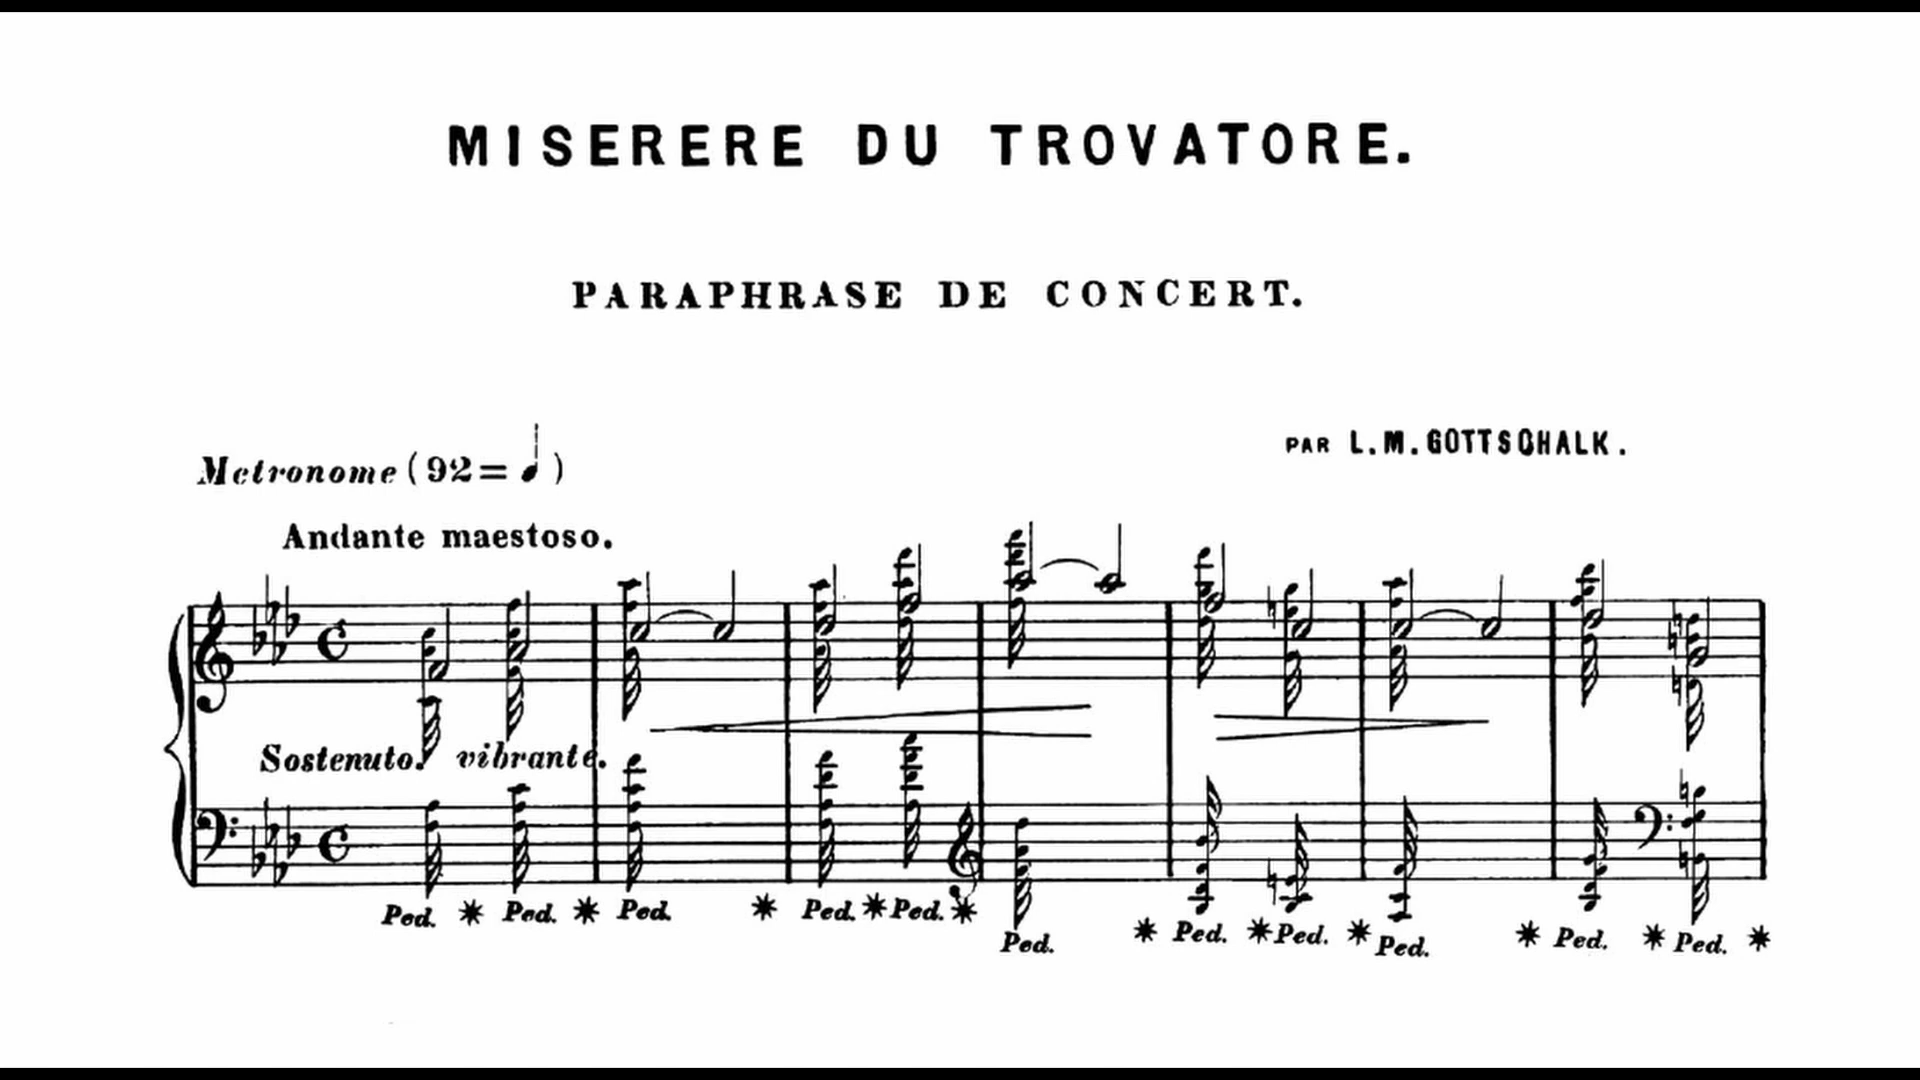 MISERERE DU TROVATORE.
PARAPHRASE DE CONCERT.
PAR L. M. GOTTSCHALK.
Metronome (92=♩)
Andante maestoso.
Sostenuto. vibrante.
Ped. * Ped. * Ped. * Ped. * Ped. * Ped. * Ped. * Ped. * Ped. * Ped. * Ped. *